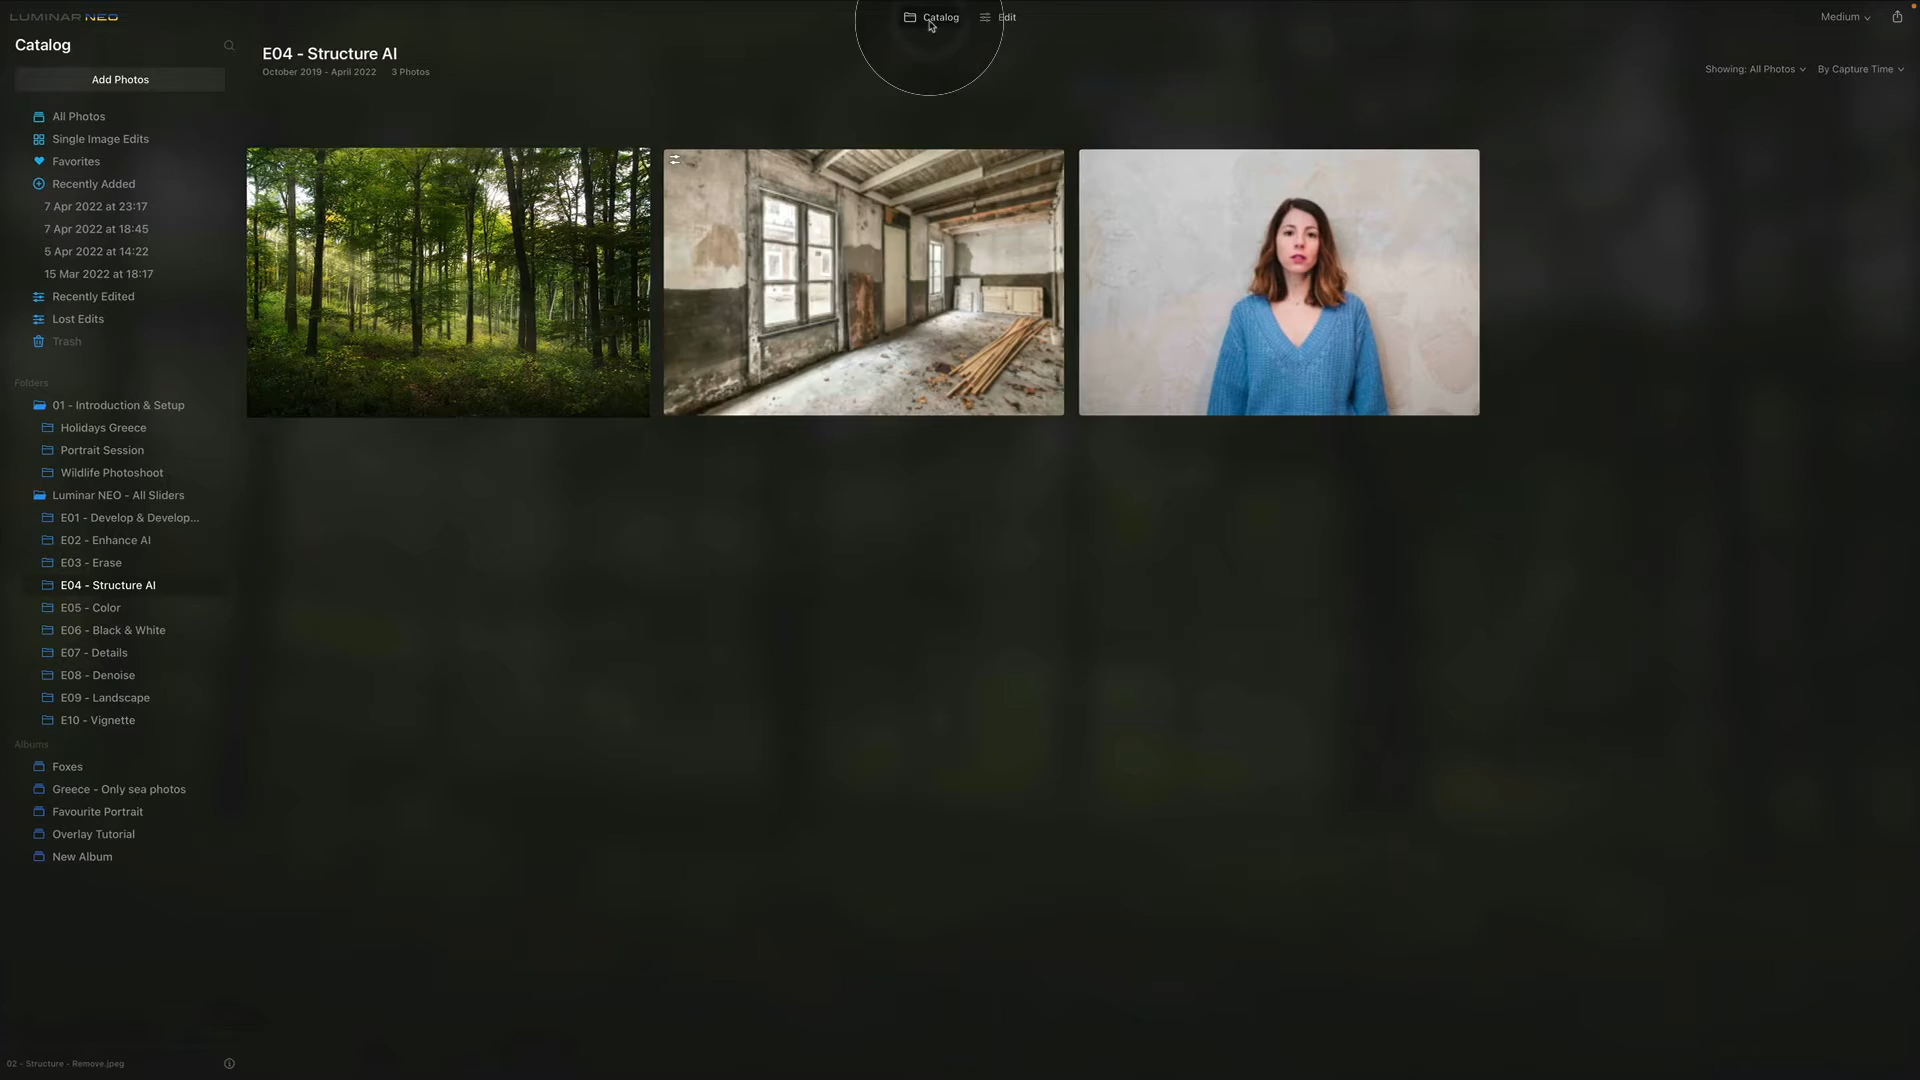 LUMINAR NEO
Catalog
Edit
Medium
Catalog
Add Photos
All Photos
Single Image Edits
Favorites
Recently Added
7 Apr 2022 at 23:17
7 Apr 2022 at 18:45
5 Apr 2022 at 14:22
15 Mar 2022 at 18:17
Recently Edited
Lost Edits
Trash
Folders
01 - Introduction & Setup
Holidays Greece
Portrait Session
Wildlife Photoshoot
Luminar NEO - All Sliders
E01 - Develop & Develop...
E02 - Enhance AI
E03 - Erase
E04 - Structure AI
E05 - Color
E06 - Black & White
E07 - Details
E08 - Denoise
E09 - Landscape
E10 - Vignette
Albums
Foxes
Greece - Only sea photos
Favourite Portrait
Overlay Tutorial
New Album
02 - Structure - Remove.jpeg
E04 - Structure AI
October 2019 - April 2022 3 Photos
Showing: All Photos
By Capture Time